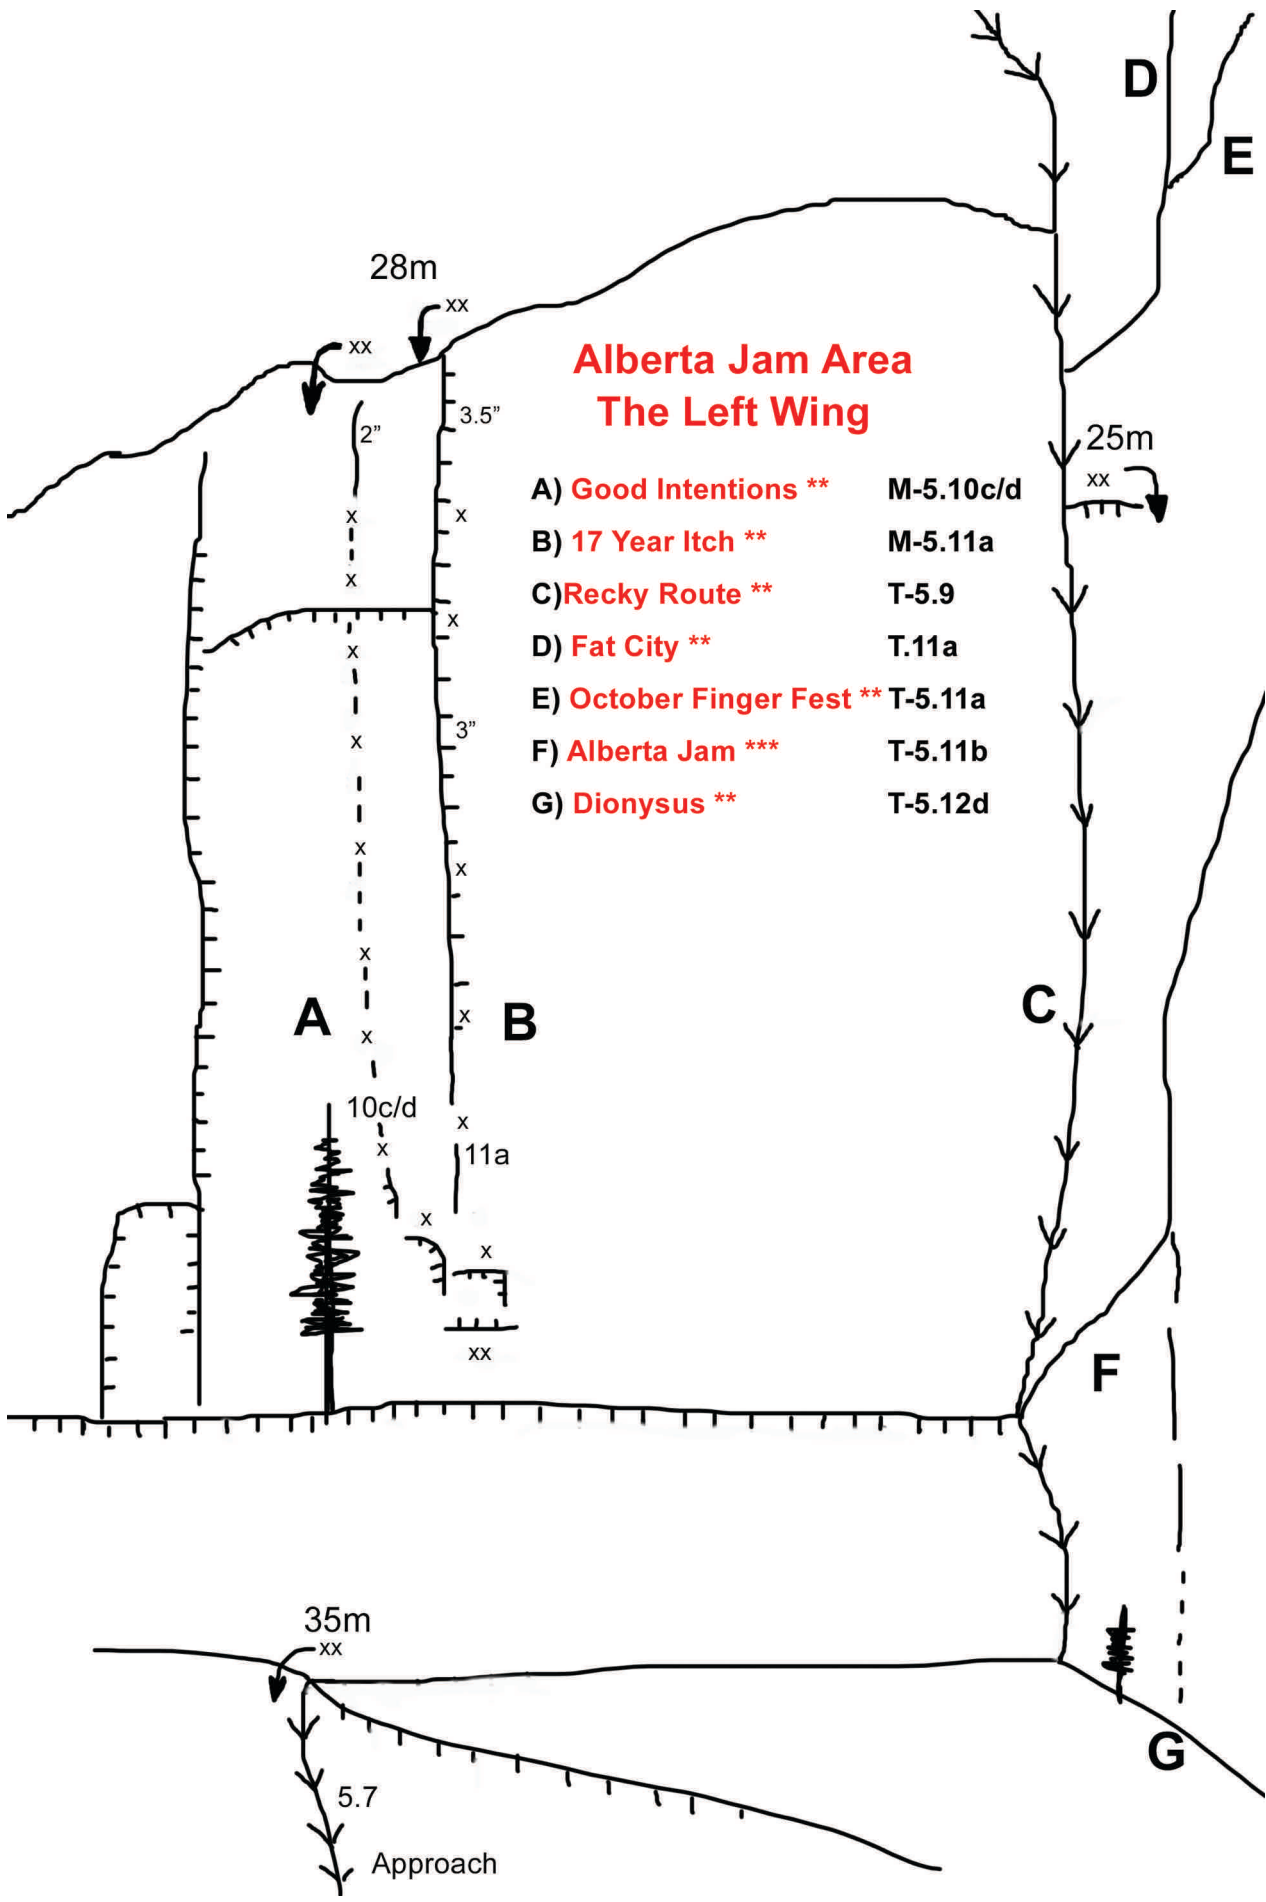 D
E
28m
xx
xx
Alberta Jam Area
The Left Wing
3.5”
2”
25m
xx
A) Good Intentions ** M-5.10c/d
B) 17 Year Itch ** M-5.11a
C)Recky Route ** T-5.9
D) Fat City ** T.11a
E) October Finger Fest ** T-5.11a
F) Alberta Jam *** T-5.11b
G) Dionysus ** T-5.12d
x
x
x
x
x
3”
x
x
x
x
A
B
C
x
x
10c/d
x
x
11a
x
x
xx
F
35m
xx
G
5.7
Approach